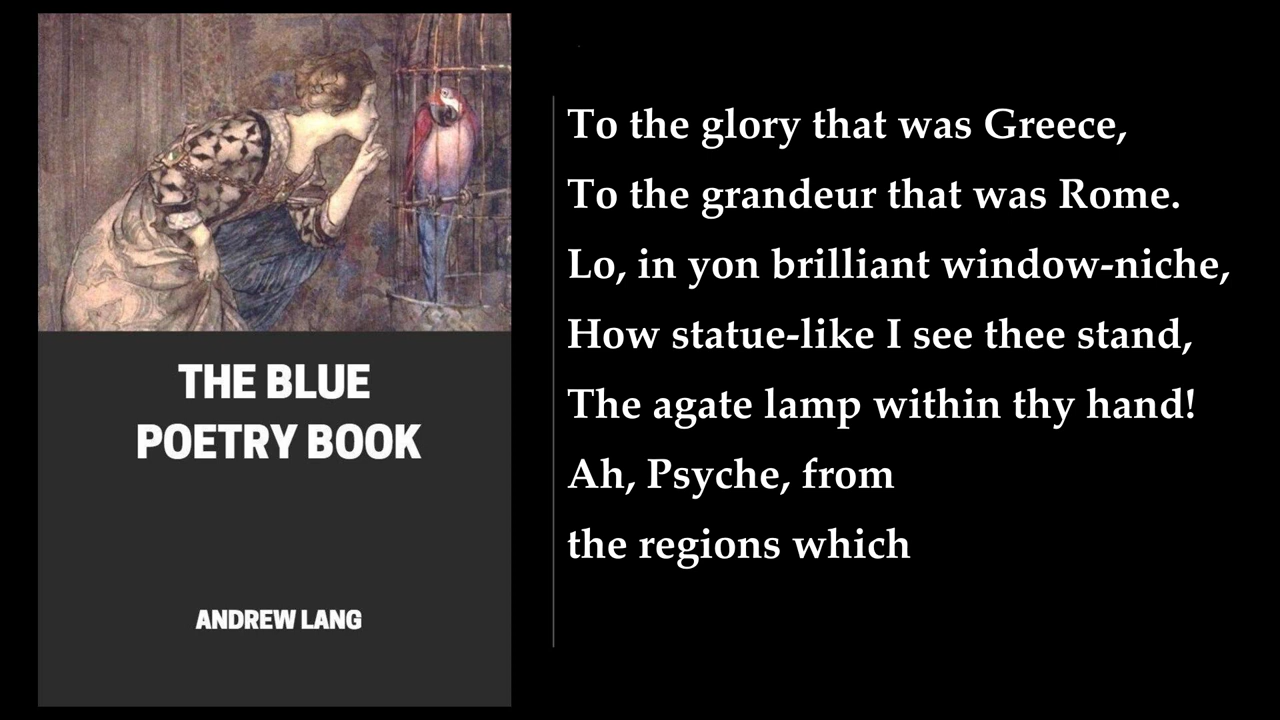 THE BLUE
POETRY BOOK
ANDREW LANG
To the glory that was Greece,
To the grandeur that was Rome.
Lo, in yon brilliant window-niche,
How statue-like I see thee stand,
The agate lamp within thy hand!
Ah, Psyche, from
the regions which